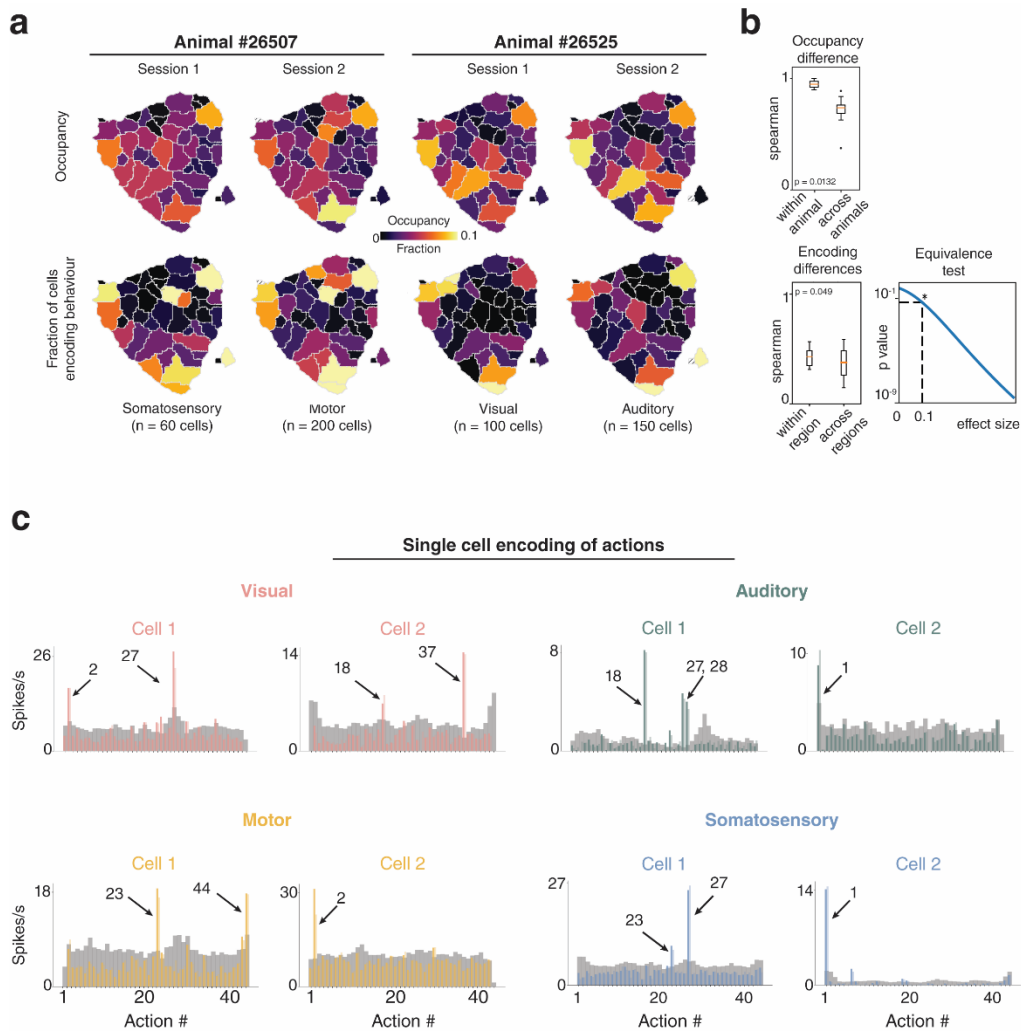 a
Animal #26507
Animal #26525
Session 1
Session 2
Session 1
Session 2
Occupancy
Occupancy
0
0.1
Fraction
Fraction of cells
encoding behaviour
Somatosensory
(n = 60 cells)
Motor
(n = 200 cells)
Visual
(n = 100 cells)
Auditory
(n = 150 cells)
b
Occupancy
difference
1
spearman
0
p = 0.0132
within
animal
across
animals
Encoding
differences
1
p = 0.049
spearman
0
within
region
across
regions
Equivalence
test
10-1
*
p value
10-9
0
0.1
effect size
c
Single cell encoding of actions
Visual
Auditory
Cell 1
Cell 2
Cell 1
Cell 2
Spikes/s
26
0
2
27
14
0
18
37
8
0
18
27, 28
10
0
1
Motor
Somatosensory
Cell 1
Cell 2
Cell 1
Cell 2
Spikes/s
18
0
23
44
1
20
40
Action #
30
0
2
1
20
40
Action #
27
0
23
27
1
20
40
Action #
14
0
1
1
20
40
Action #